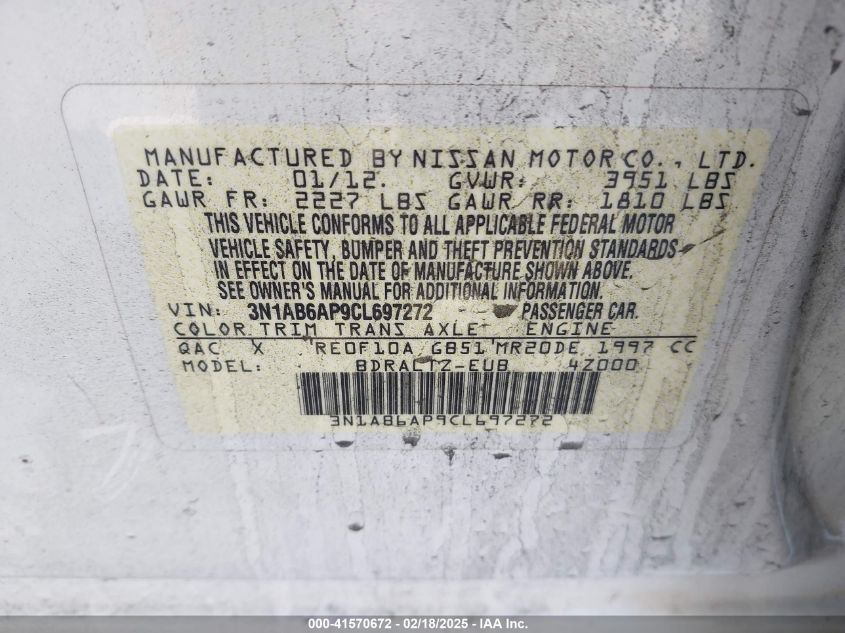 MANUFACTURED BY NISSAN MOTOR CO., LTD.
DATE: 01/12. GVWR: 3951 LBS
GAWR FR: 2227 LBS GAWR RR: 1810 LBS
THIS VEHICLE CONFORMS TO ALL APPLICABLE FEDERAL MOTOR
VEHICLE SAFETY, BUMPER AND THEFT PREVENTION STANDARDS
IN EFFECT ON THE DATE OF MANUFACTURE SHOWN ABOVE.
SEE OWNER'S MANUAL FOR ADDITIONAL INFORMATION.
VIN: 3N1AB6AP9CL697272 PASSENGER CAR.
COLOR TRIM TRANS AXLE ENGINE
QAC X RE0F10A GB51 MR20DE 1997 CC
MODEL: BDRALTZ-EUB 4Z000
3N1AB6AP9CL697272
000-41570672 - 02/18/2025 - IAA Inc.